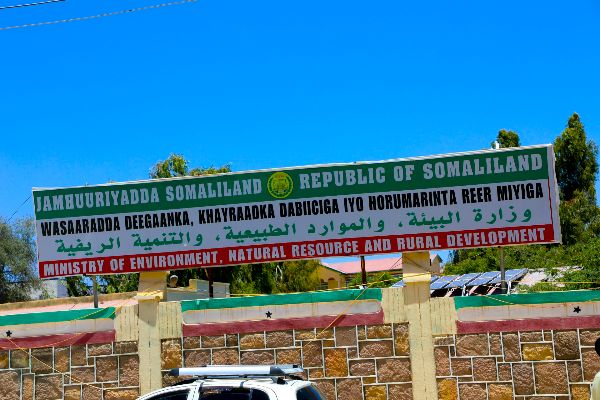 JAMHUURIYADDA SOMALILAND REPUBLIC OF SOMALILAND
WASAARADDA DEEGAANKA, KHAYRAADKA DABIICIGA IYO HORUMARINTA REER MIYIGA
وزارة البيئة، والموارد الطبيعية، والتنمية الريفية
MINISTRY OF ENVIRONMENT, NATURAL RESOURCE AND RURAL DEVELOPMENT